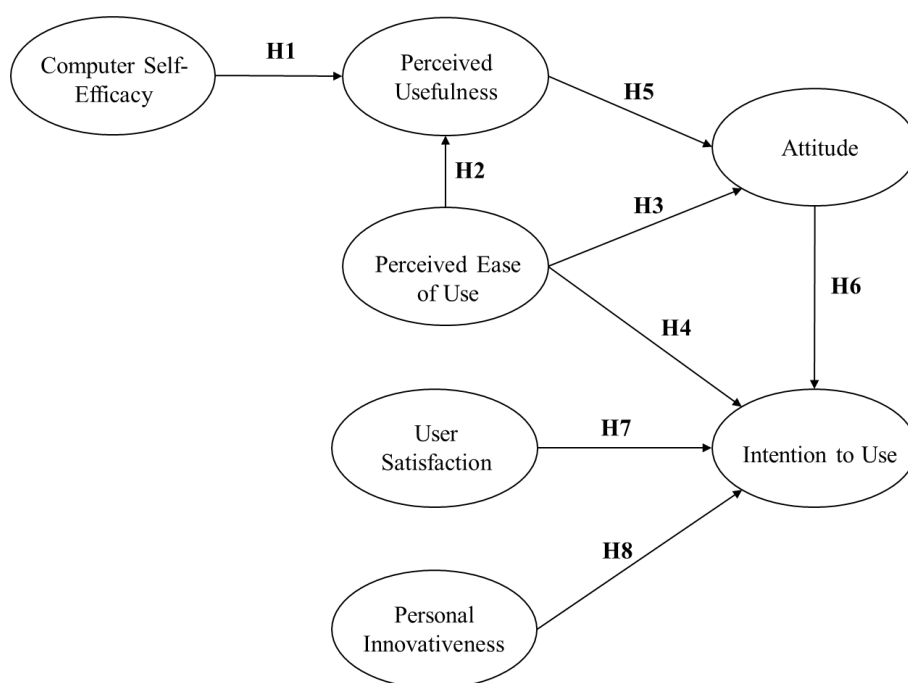 H1
Computer Self-
Efficacy
Perceived
Usefulness
H5
Attitude
H2
H3
Perceived Ease
of Use
H6
H4
User
Satisfaction
H7
Intention to Use
H8
Personal
Innovativeness